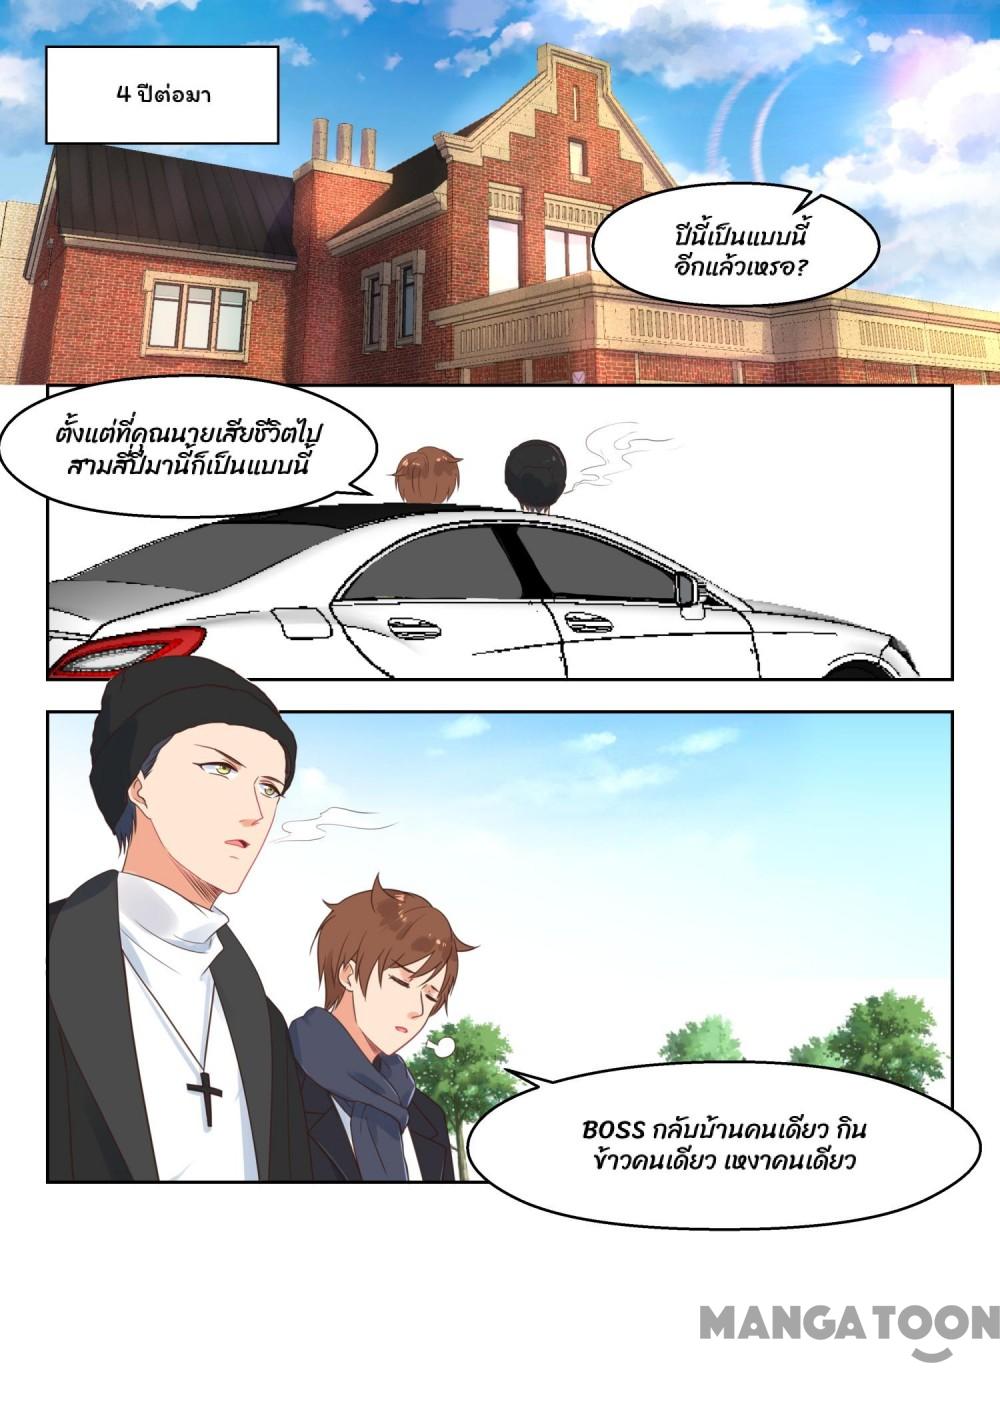 4 ปีต่อมา
ปีนี้เป็นแบบนี้
อีกแล้วเหรอ?
ตั้งแต่ที่คุณนายเสียชีวิตไป
สามสี่ปีมานี้ก็เป็นแบบนี้
BOSS กลับบ้านคนเดียว กิน
ข้าวคนเดียว เหงาคนเดียว
MANGATOON